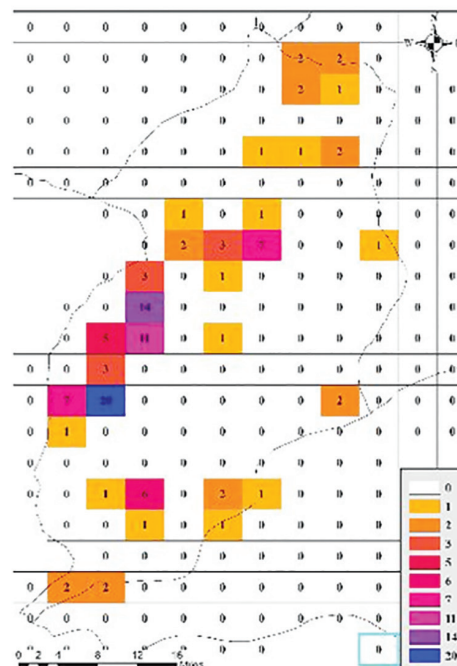 N
0 0 0 0 0 0 0 0 0 0 0 0
0 0 0 0 0 0 0 2 2 0 W E
S
0 0 0 0 0 0 0 2 1 0 0 0
0 0 0 0 0 0 0 0 0 0 0 0
0 0 0 0 0 0 1 1 2 0 0 0
0 0 0 0 0 0 0 0 0 0 0 0
0 0 1 0 1 0 0 0 0 0
0 2 3 7 0 0 1 0 0
0 3 0 1 0 0 0 0 0 0
0 0 14 0 0 0 0 0 0 0 0
0 5 11 0 1 0 0 0 0 0 0
0 3 0 0 0 0 0 0 0 0 0
0 7 20 0 0 0 0 0 2 0 0 0
0 1 0 0 0 0 0 0 0 0 0 0
0 0 0 0 0 0 0 0 0 0
0 0 1 6 0 2 1 0 0 0
0 0 1 0 1 0 0 0 0
0 0 0 0 0 0 0 0
0 2 2 0 0 0 0 0 0 0
0 0 0 0 0 0 0 0 0 0
0 0 0 0 0 0 0 0
0 2 4 8 12 16
Miles
0
1
2
3
5
6
7
11
14
20